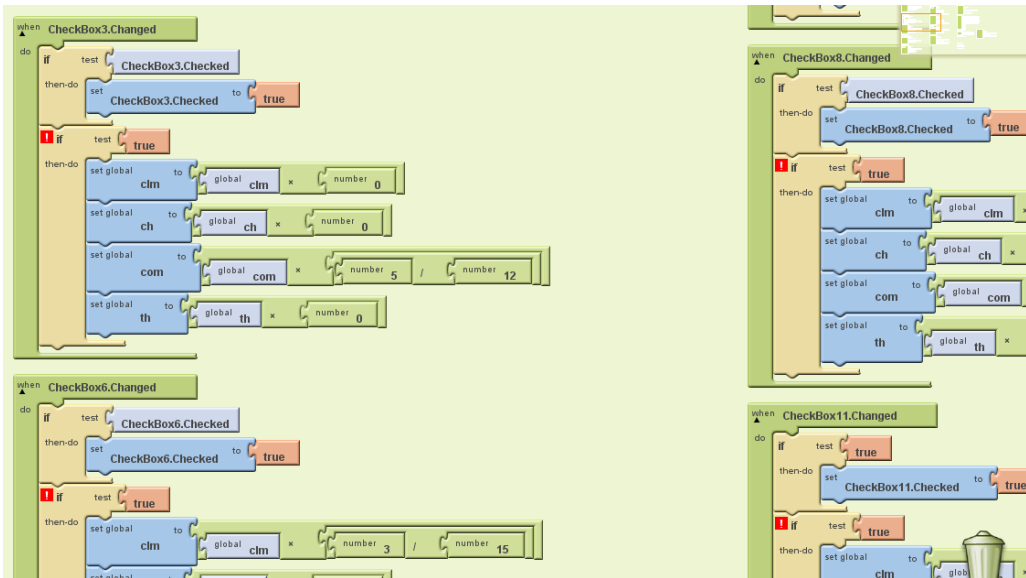 when CheckBox3.Changed
do if test CheckBox3.Checked
then-do set CheckBox3.Checked to true
! if test true
then-do set global clm to global clm × number 0
set global ch to global ch × number 0
set global com to global com × number 5 / number 12
set global th to global th × number 0
when CheckBox6.Changed
do if test CheckBox6.Checked
then-do set CheckBox6.Checked to true
! if test true
then-do set global clm to global clm × number 3 / number 15
when CheckBox8.Changed
do if test CheckBox8.Checked
then-do set CheckBox8.Checked to true
! if test true
then-do set global clm to global clm ×
set global ch to global ch ×
set global com to global com
set global th to global th ×
when CheckBox11.Changed
do if test true
then-do set CheckBox11.Checked to true
! if test true
then-do set global clm to